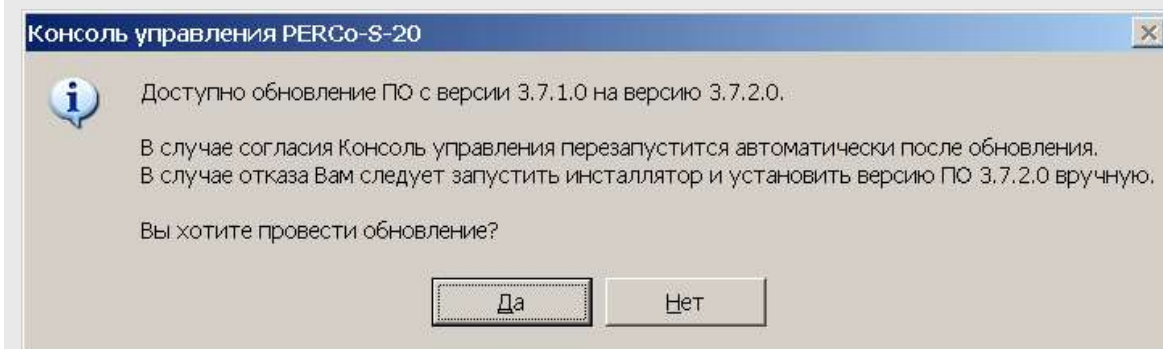 Консоль управления PERCo-S-20
Доступно обновление ПО с версии 3.7.1.0 на версию 3.7.2.0.
В случае согласия Консоль управления перезапустится автоматически после обновления.
В случае отказа Вам следует запустить инсталлятор и установить версию ПО 3.7.2.0 вручную.
Вы хотите провести обновление?
Да Нет